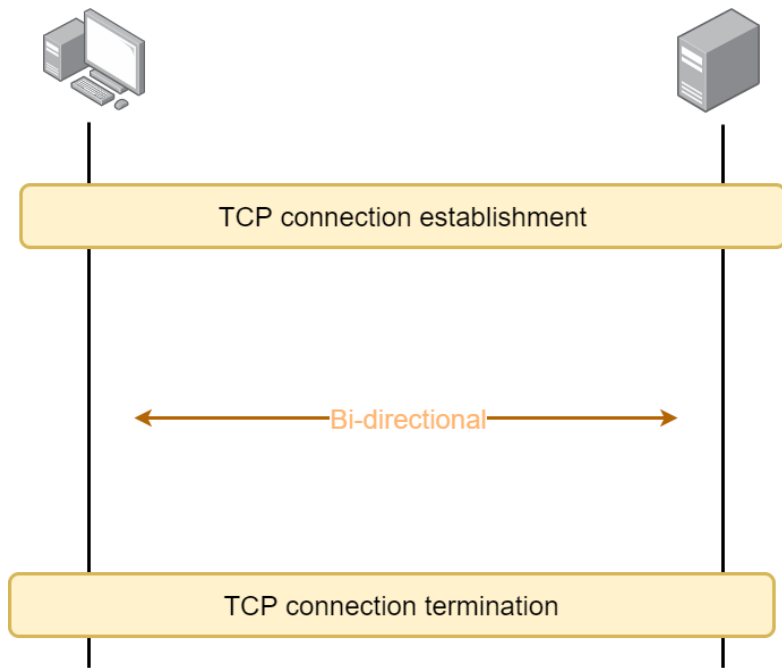 TCP connection establishment
Bi-directional
TCP connection termination